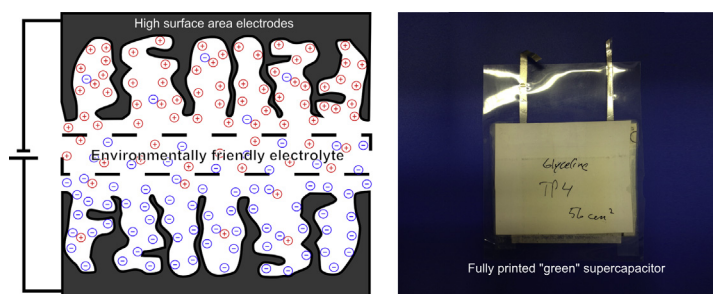 High surface area electrodes
Environmentally friendly electrolyte
Glyceline
TP4
56 cm²
Fully printed "green" supercapacitor